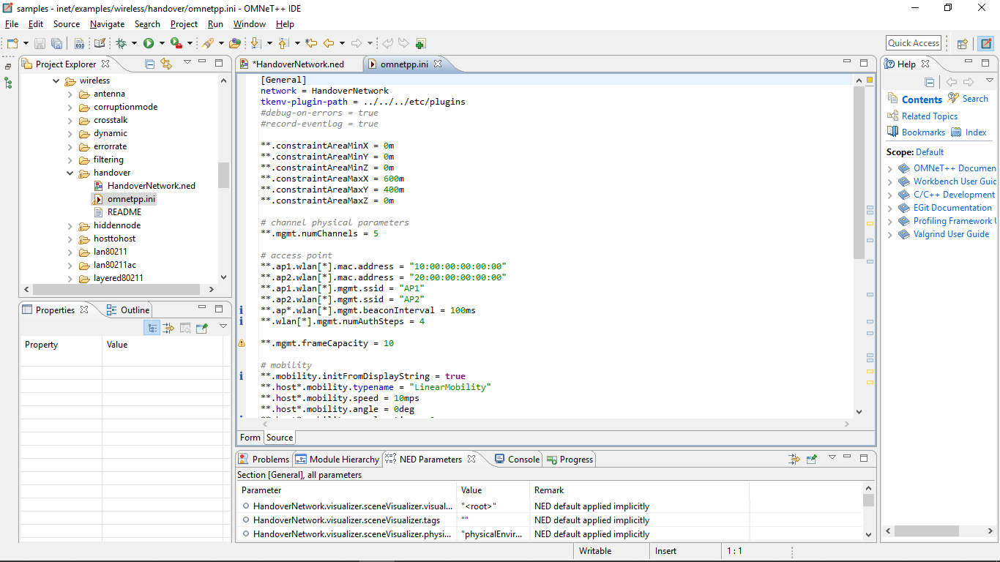 samples - inet/examples/wireless/handover/omnetpp.ini - OMNeT++ IDE
File Edit Source Navigate Search Project Run Window Help
Quick Access
Project Explorer
wireless
antenna
corruptionmode
crosstalk
dynamic
errorrate
filtering
handover
HandoverNetwork.ned
omnetpp.ini
README
hiddennode
hosttohost
lan80211
lan80211ac
layered80211
Properties Outline
Property Value
*HandoverNetwork.ned omnetpp.ini
[General]
network = HandoverNetwork
tkenv-plugin-path = ../../../etc/plugins
#debug-on-errors = true
#record-eventlog = true
**.constraintAreaMinX = 0m
**.constraintAreaMinY = 0m
**.constraintAreaMinZ = 0m
**.constraintAreaMaxX = 600m
**.constraintAreaMaxY = 400m
**.constraintAreaMaxZ = 0m
# channel physical parameters
**.mgmt.numChannels = 5
# access point
**.ap1.wlan[*].mac.address = "10:00:00:00:00:00"
**.ap2.wlan[*].mac.address = "20:00:00:00:00:00"
**.ap1.wlan[*].mgmt.ssid = "AP1"
**.ap2.wlan[*].mgmt.ssid = "AP2"
**.ap*.wlan[*].mgmt.beaconInterval = 100ms
**.wlan[*].mgmt.numAuthSteps = 4
**.mgmt.frameCapacity = 10
# mobility
**.mobility.initFromDisplayString = true
**.host*.mobility.typename = "LinearMobility"
**.host*.mobility.speed = 10mps
**.host*.mobility.angle = 0deg
Form Source
Problems Module Hierarchy NED Parameters Console Progress
Section [General], all parameters
Parameter Value Remark
HandoverNetwork.visualizer.sceneVisualizer.visual... "<root>" NED default applied implicitly
HandoverNetwork.visualizer.sceneVisualizer.tags "" NED default applied implicitly
HandoverNetwork.visualizer.sceneVisualizer.physi... "physicalEnvir... NED default applied implicitly
Help
Contents Search
Related Topics
Bookmarks Index
Scope: Default
OMNeT++ Documen
Workbench User Guid
C/C++ Development
EGit Documentation
Profiling Framework U
Valgrind User Guide
Writable Insert 1 : 1